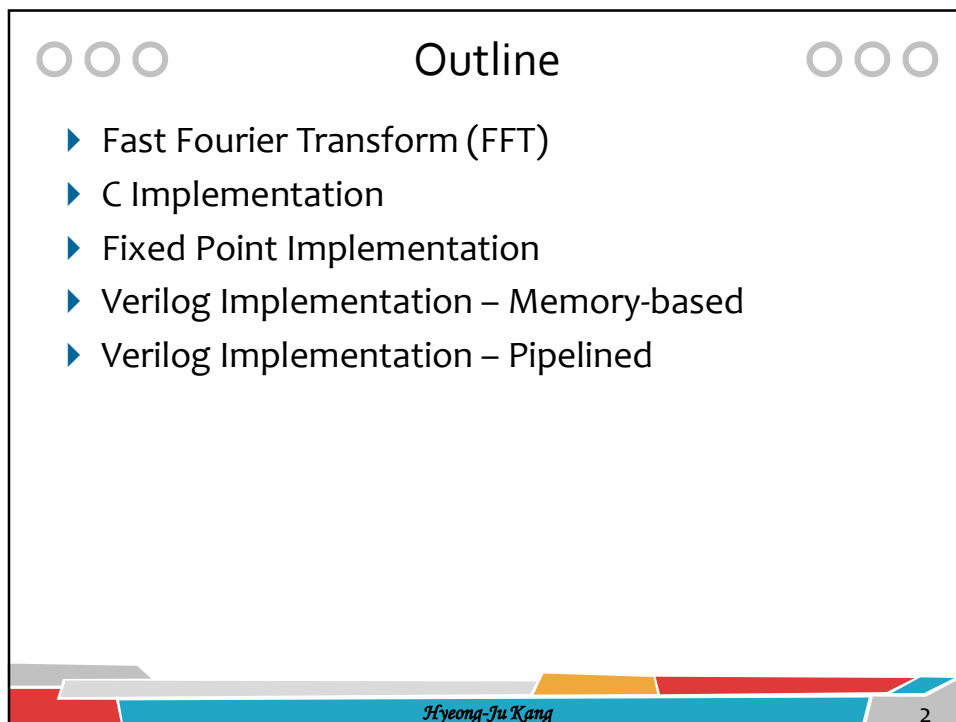 Outline
Fast Fourier Transform (FFT)
C Implementation
Fixed Point Implementation
Verilog Implementation – Memory-based
Verilog Implementation – Pipelined
Hyeong-Ju Kang
2